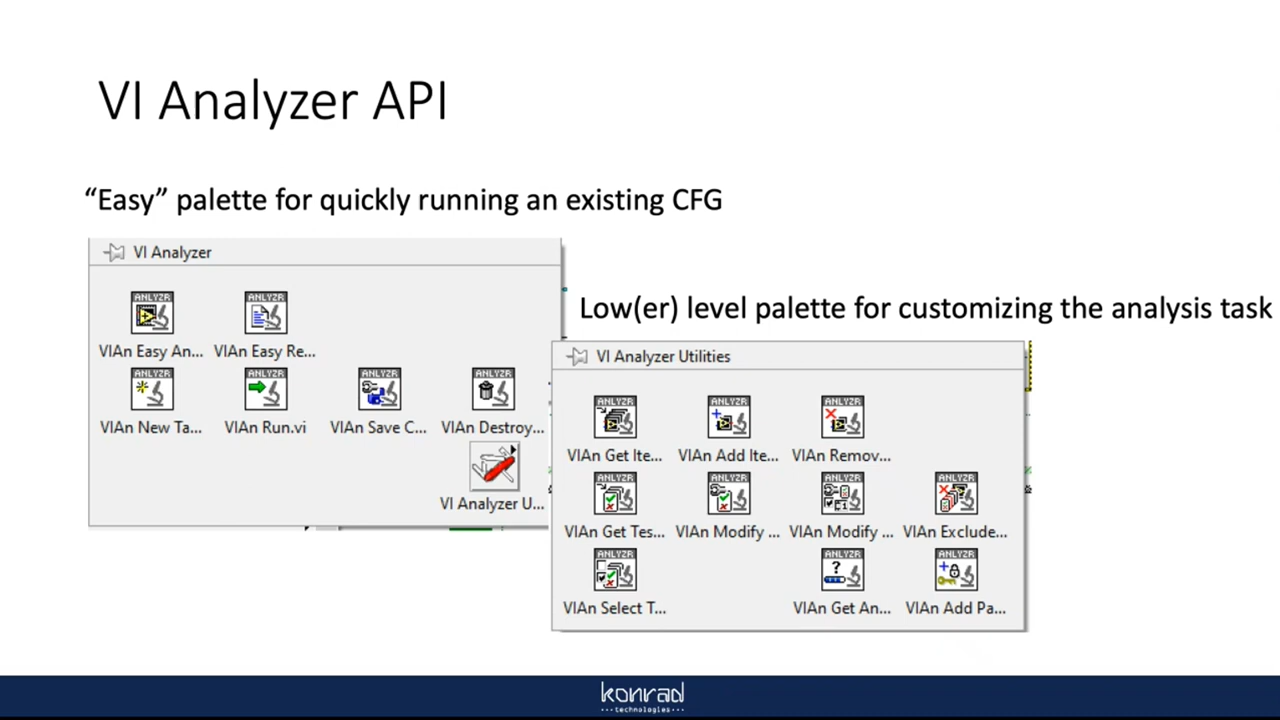 VI Analyzer API
“Easy” palette for quickly running an existing CFG
VI Analyzer
ANLYZR ANLYZR
VIAn Easy An... VIAn Easy Re...
ANLYZR ANLYZR ANLYZR ANLYZR
VIAn New Ta... VIAn Run.vi VIAn Save C... VIAn Destroy...
VI Analyzer U...
Low(er) level palette for customizing the analysis task
VI Analyzer Utilities
ANLYZR ANLYZR ANLYZR
VIAn Get Ite... VIAn Add Ite... VIAn Remov...
ANLYZR ANLYZR ANLYZR ANLYZR
VIAn Get Tes... VIAn Modify ... VIAn Modify ... VIAn Exclude...
ANLYZR ANLYZR ANLYZR
VIAn Select T... VIAn Get An... VIAn Add Pa...
konrad
technologies